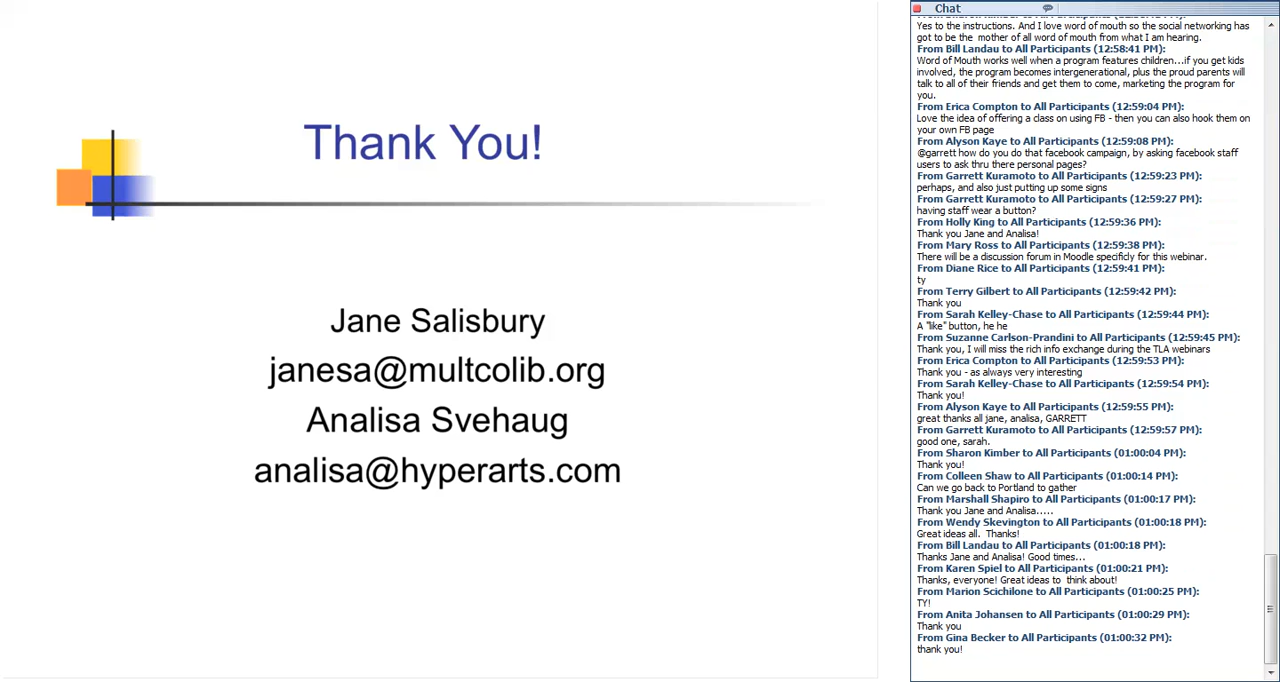 Thank You!
Jane Salisbury
janesa@multcolib.org
Analisa Svehaug
analisa@hyperarts.com
Chat
Yes to the instructions. And I love word of mouth so the social networking has
got to be the  mother of all word of mouth from what I am hearing.
From Bill Landau to All Participants (12:58:41 PM):
Word of Mouth works well when a program features children...if you get kids
involved, the program becomes intergenerational, plus the proud parents will
talk to all of their friends and get them to come, marketing the program for
you.
From Erica Compton to All Participants (12:59:04 PM):
Love the idea of offering a class on using FB - then you can also hook them on
your own FB page
From Alyson Kaye to All Participants (12:59:08 PM):
@garrett how do you do that facebook campaign, by asking facebook staff
users to ask thru there personal pages?
From Garrett Kuramoto to All Participants (12:59:23 PM):
perhaps, and also just putting up some signs
From Garrett Kuramoto to All Participants (12:59:27 PM):
having staff wear a button?
From Holly King to All Participants (12:59:36 PM):
Thank you Jane and Analisa!
From Mary Ross to All Participants (12:59:38 PM):
There will be a discussion forum in Moodle specificly for this webinar.
From Diane Rice to All Participants (12:59:41 PM):
ty
From Terry Gilbert to All Participants (12:59:42 PM):
Thank you
From Sarah Kelley-Chase to All Participants (12:59:44 PM):
A "like" button, he he
From Suzanne Carlson-Prandini to All Participants (12:59:45 PM):
Thank you, I will miss the rich info exchange during the TLA webinars
From Erica Compton to All Participants (12:59:53 PM):
Thank you - as always very interesting
From Sarah Kelley-Chase to All Participants (12:59:54 PM):
Thank you!
From Alyson Kaye to All Participants (12:59:55 PM):
great thanks all jane, analisa, GARRETT
From Garrett Kuramoto to All Participants (12:59:57 PM):
good one, sarah.
From Sharon Kimber to All Participants (01:00:04 PM):
Thank you!
From Colleen Shaw to All Participants (01:00:14 PM):
Can we go back to Portland to gather
From Marshall Shapiro to All Participants (01:00:17 PM):
Thank you Jane and Analisa.....
From Wendy Skevington to All Participants (01:00:18 PM):
Great ideas all.  Thanks!
From Bill Landau to All Participants (01:00:18 PM):
Thanks Jane and Analisa! Good times...
From Karen Spiel to All Participants (01:00:21 PM):
Thanks, everyone! Great ideas to  think about!
From Marion Scichilone to All Participants (01:00:25 PM):
TY!
From Anita Johansen to All Participants (01:00:29 PM):
Thank you
From Gina Becker to All Participants (01:00:32 PM):
thank you!